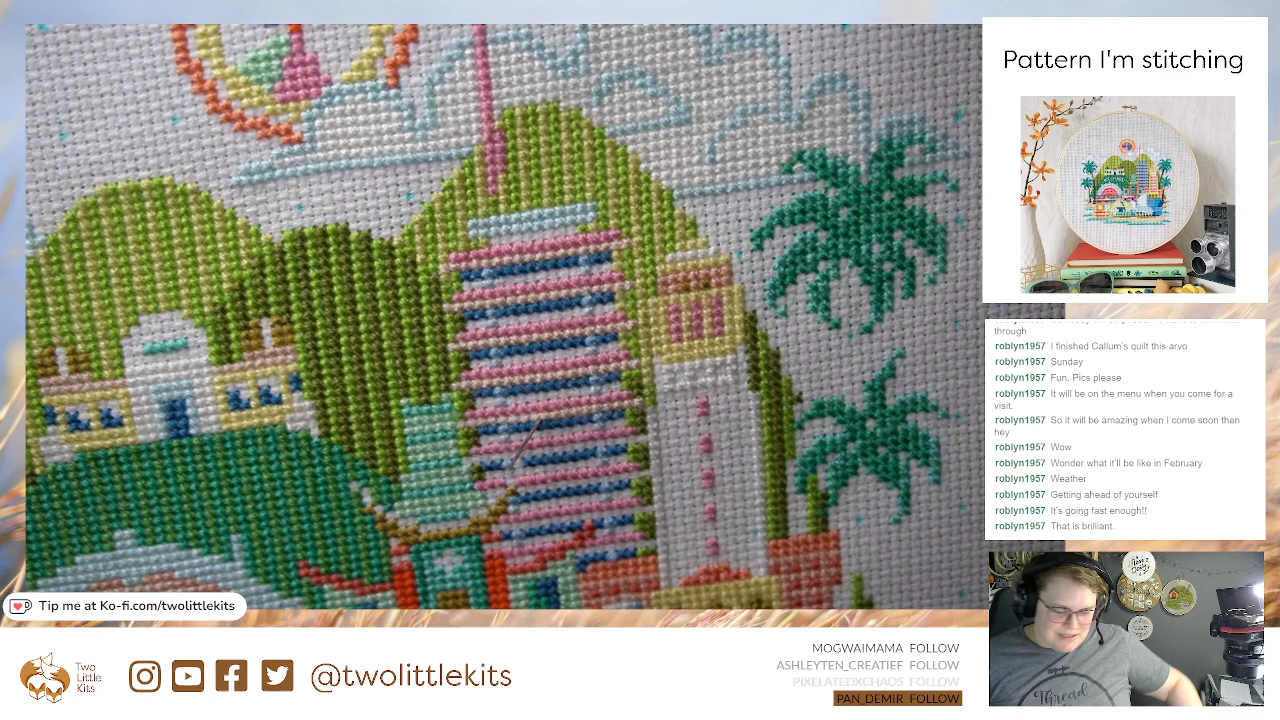 Pattern I'm stitching
through
roblyn1957 I finished Callum's quilt this arvo
roblyn1957 Sunday
roblyn1957 Fun. Pics please
roblyn1957 It will be on the menu when you come for a
visit.
roblyn1957 So it will be amazing when I come soon then
hey
roblyn1957 Wow
roblyn1957 Wonder what it'll be like in February
roblyn1957 Weather
roblyn1957 Getting ahead of yourself
roblyn1957 It's going fast enough!!
roblyn1957 That is brilliant.
Tip me at Ko-fi.com/twolittlekits
Two
Little
Kits
@twolittlekits
MOGWAIMAMA FOLLOW
ASHLEYTEN_CREATIEF FOLLOW
PIXELATEDXCHAOS FOLLOW
PAN_DEMIR FOLLOW
Thread